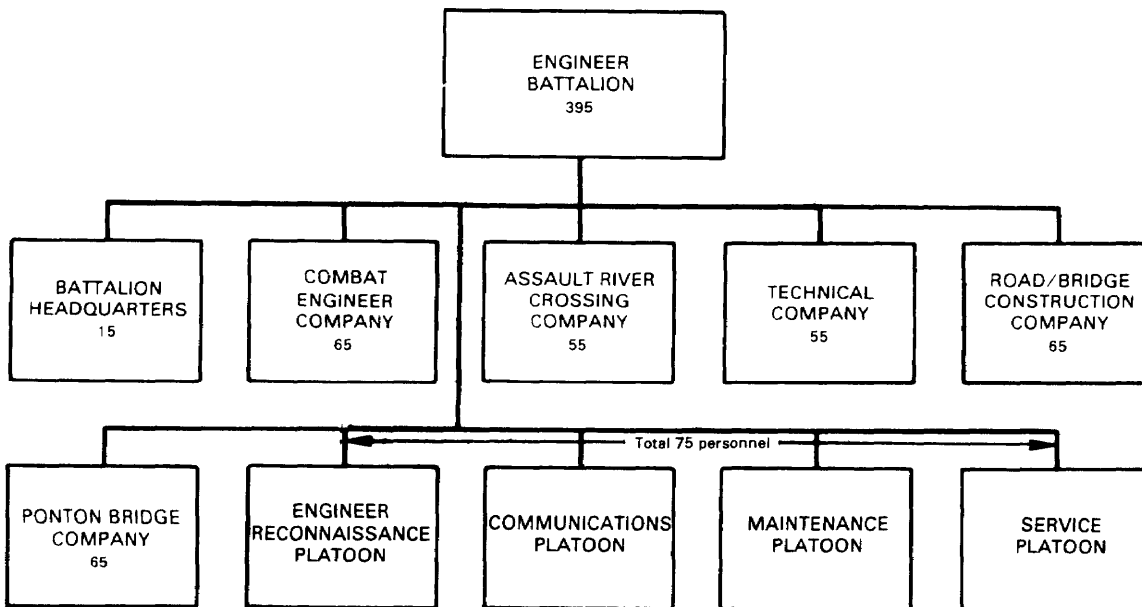 ENGINEER
BATTALION
395
BATTALION
HEADQUARTERS
15
COMBAT
ENGINEER
COMPANY
65
ASSAULT RIVER
CROSSING
COMPANY
55
TECHNICAL
COMPANY
55
ROAD/BRIDGE
CONSTRUCTION
COMPANY
65
Total 75 personnel
PONTON BRIDGE
COMPANY
65
ENGINEER
RECONNAISSANCE
PLATOON
COMMUNICATIONS
PLATOON
MAINTENANCE
PLATOON
SERVICE
PLATOON